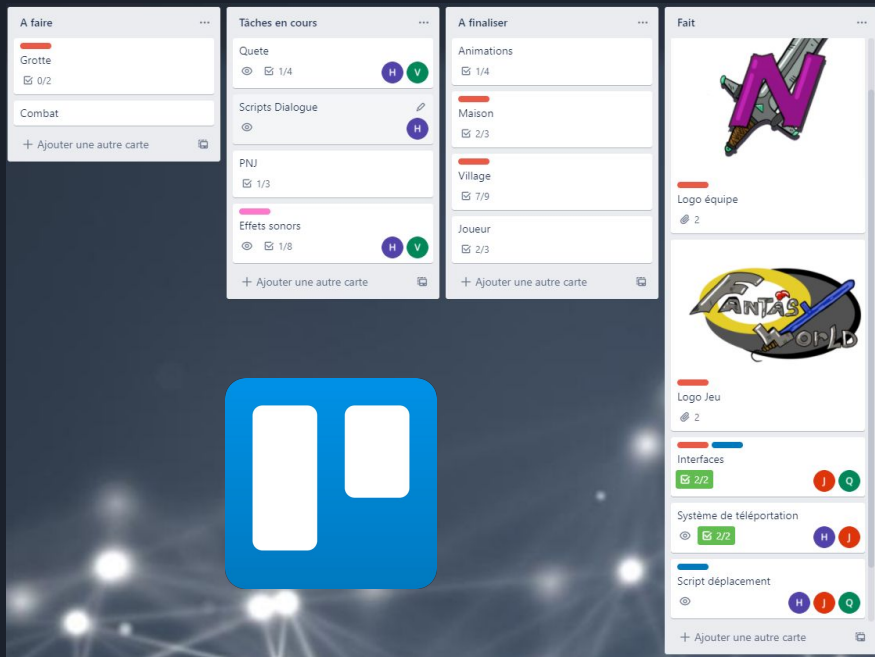 A faire
Grotte
0/2
Combat
+ Ajouter une autre carte
Tâches en cours
Quete
1/4
H V
Scripts Dialogue
H
PNJ
1/3
Effets sonors
1/8
H V
+ Ajouter une autre carte
A finaliser
Animations
1/4
Maison
2/3
Village
7/9
Joueur
2/3
+ Ajouter une autre carte
Fait
N
Logo équipe
2
FANTASY
WORLD
Logo Jeu
2
Interfaces
2/2
J Q
Système de téléportation
2/2
H J
Script déplacement
H J Q
+ Ajouter une autre carte